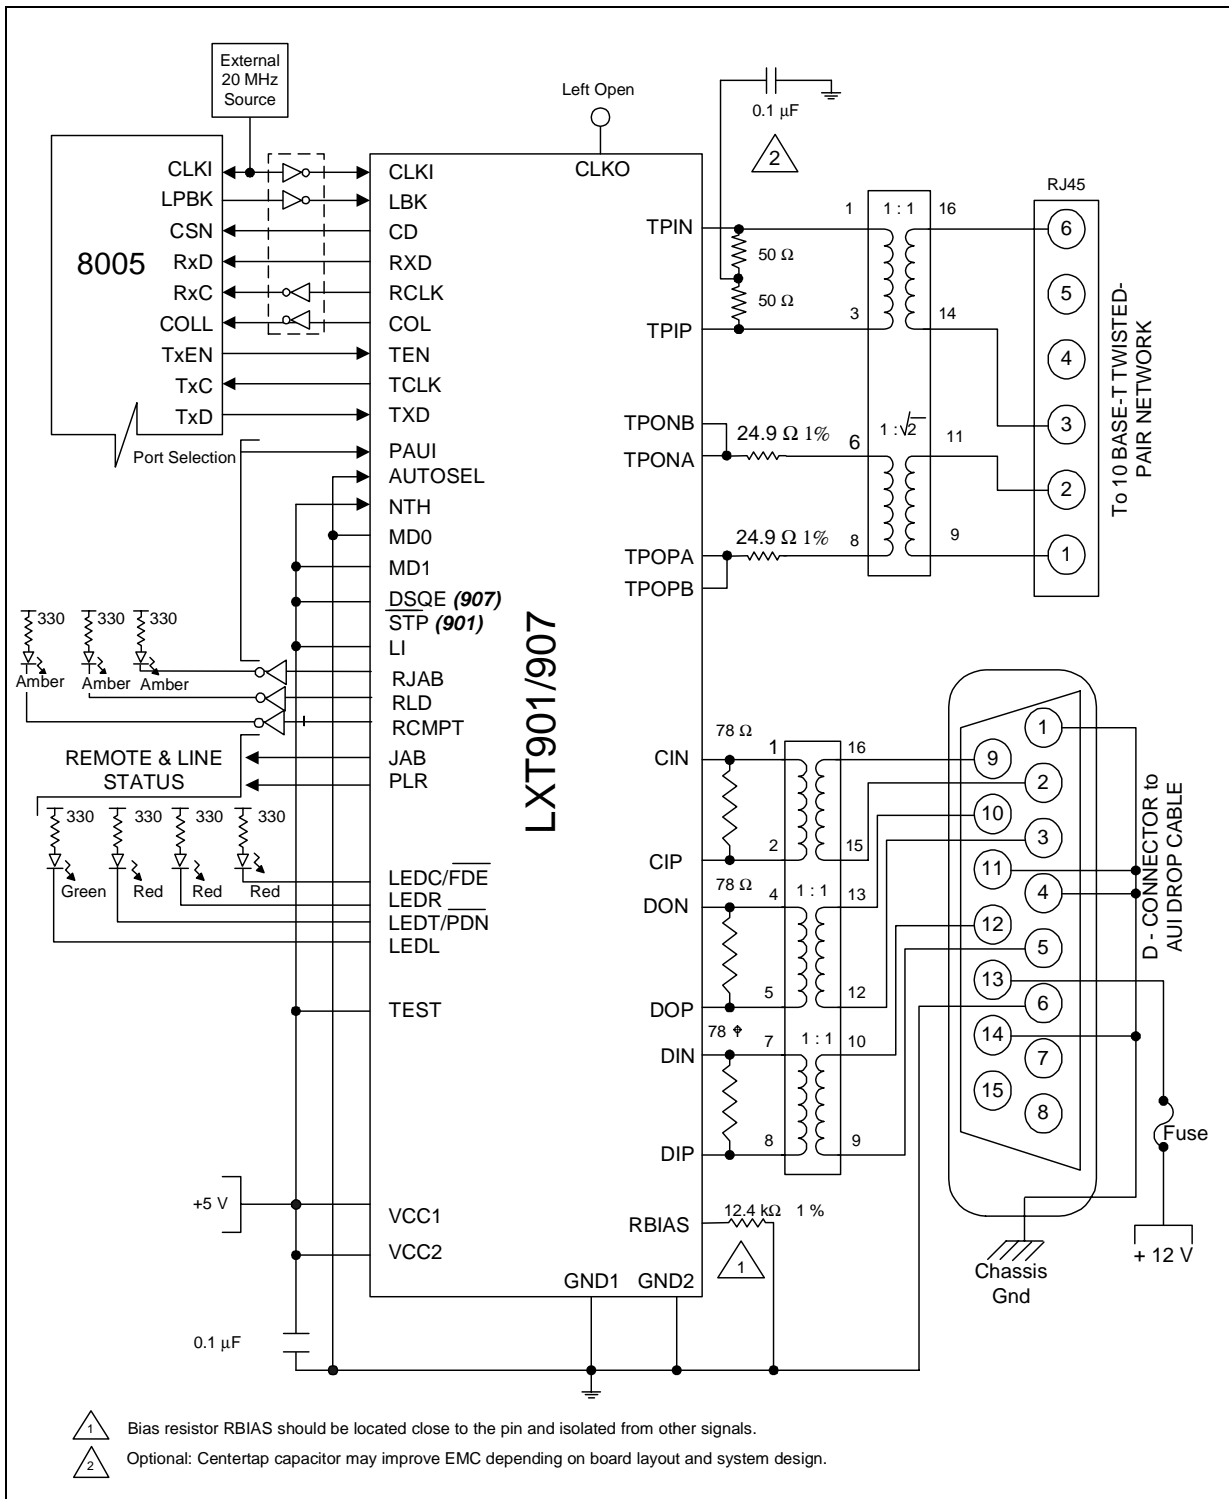 External
20 MHz
Source
Left Open
0.1 µF
2
8005
CLKI
LPBK
CSN
RxD
RxC
COLL
TxEN
TxC
TxD
Port Selection
CLKI
LBK
CD
RXD
RCLK
COL
TEN
TCLK
TXD
PAUI
AUTOSEL
NTH
MD0
MD1
DSQE (907)
STP (901)
LI
RJAB
RLD
RCMPT
JAB
PLR
LEDC/FDE
LEDR
LEDT/PDN
LEDL
TEST
VCC1
VCC2
330
330
330
Amber
Amber
Amber
REMOTE & LINE
STATUS
330
330
330
330
Green
Red
Red
Red
+5 V
0.1 µF
LXT901/907
CLKO
TPIN
TPIP
TPONB
TPONA
TPOPA
TPOPB
CIN
CIP
DON
DOP
DIN
DIP
RBIAS
GND1
GND2
50 Ω
50 Ω
24.9 Ω 1%
24.9 Ω 1%
1
1 : 1
16
3
14
6
1 : √2
11
8
9
RJ45
6
5
4
3
2
1
To 10 BASE-T TWISTED-
PAIR NETWORK
78 Ω
1
16
2
15
78 Ω
4
1 : 1
13
5
12
78 ⌖
7
1 : 1
10
8
9
12.4 kΩ 1 %
1
1
9
2
10
3
11
4
12
5
13
6
14
7
15
8
D - CONNECTOR to
AUI DROP CABLE
Fuse
+ 12 V
Chassis
Gnd
1 Bias resistor RBIAS should be located close to the pin and isolated from other signals.
2 Optional: Centertap capacitor may improve EMC depending on board layout and system design.